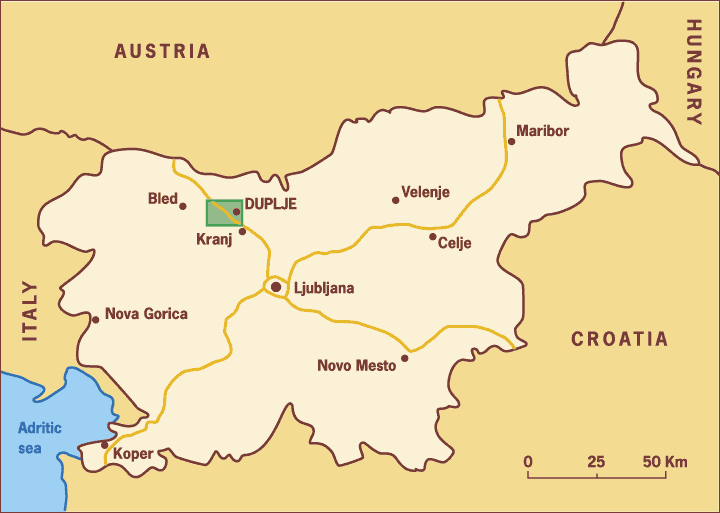 AUSTRIA
HUNGARY
Maribor
Bled
DUPLJE
Velenje
Kranj
Celje
Ljubljana
ITALY
Nova Gorica
CROATIA
Novo Mesto
Adritic
sea
Koper
0 25 50 Km